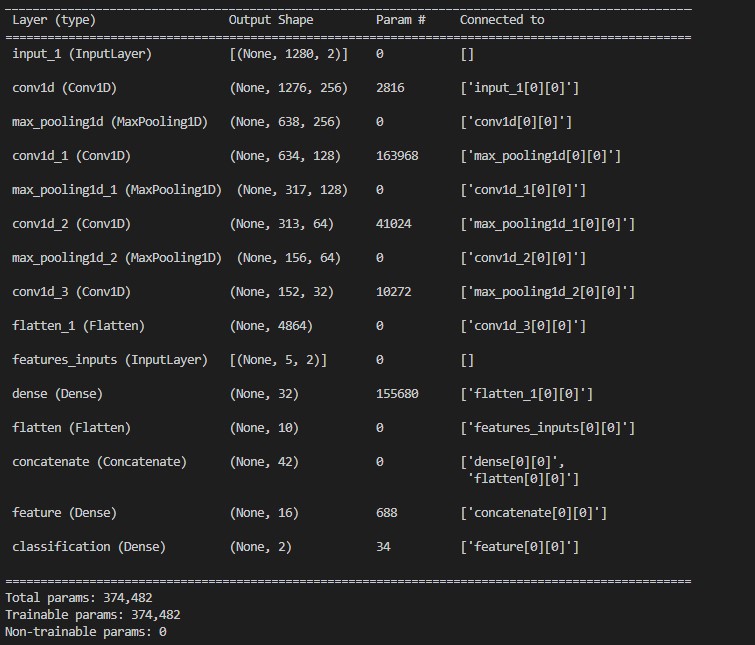 Layer (type) Output Shape Param # Connected to
==================================================================================================
input_1 (InputLayer) [(None, 1280, 2)] 0 []
conv1d (Conv1D) (None, 1276, 256) 2816 ['input_1[0][0]']
max_pooling1d (MaxPooling1D) (None, 638, 256) 0 ['conv1d[0][0]']
conv1d_1 (Conv1D) (None, 634, 128) 163968 ['max_pooling1d[0][0]']
max_pooling1d_1 (MaxPooling1D) (None, 317, 128) 0 ['conv1d_1[0][0]']
conv1d_2 (Conv1D) (None, 313, 64) 41024 ['max_pooling1d_1[0][0]']
max_pooling1d_2 (MaxPooling1D) (None, 156, 64) 0 ['conv1d_2[0][0]']
conv1d_3 (Conv1D) (None, 152, 32) 10272 ['max_pooling1d_2[0][0]']
flatten_1 (Flatten) (None, 4864) 0 ['conv1d_3[0][0]']
features_inputs (InputLayer) [(None, 5, 2)] 0 []
dense (Dense) (None, 32) 155680 ['flatten_1[0][0]']
flatten (Flatten) (None, 10) 0 ['features_inputs[0][0]']
concatenate (Concatenate) (None, 42) 0 ['dense[0][0]',
'flatten[0][0]']
feature (Dense) (None, 16) 688 ['concatenate[0][0]']
classification (Dense) (None, 2) 34 ['feature[0][0]']
==================================================================================================
Total params: 374,482
Trainable params: 374,482
Non-trainable params: 0